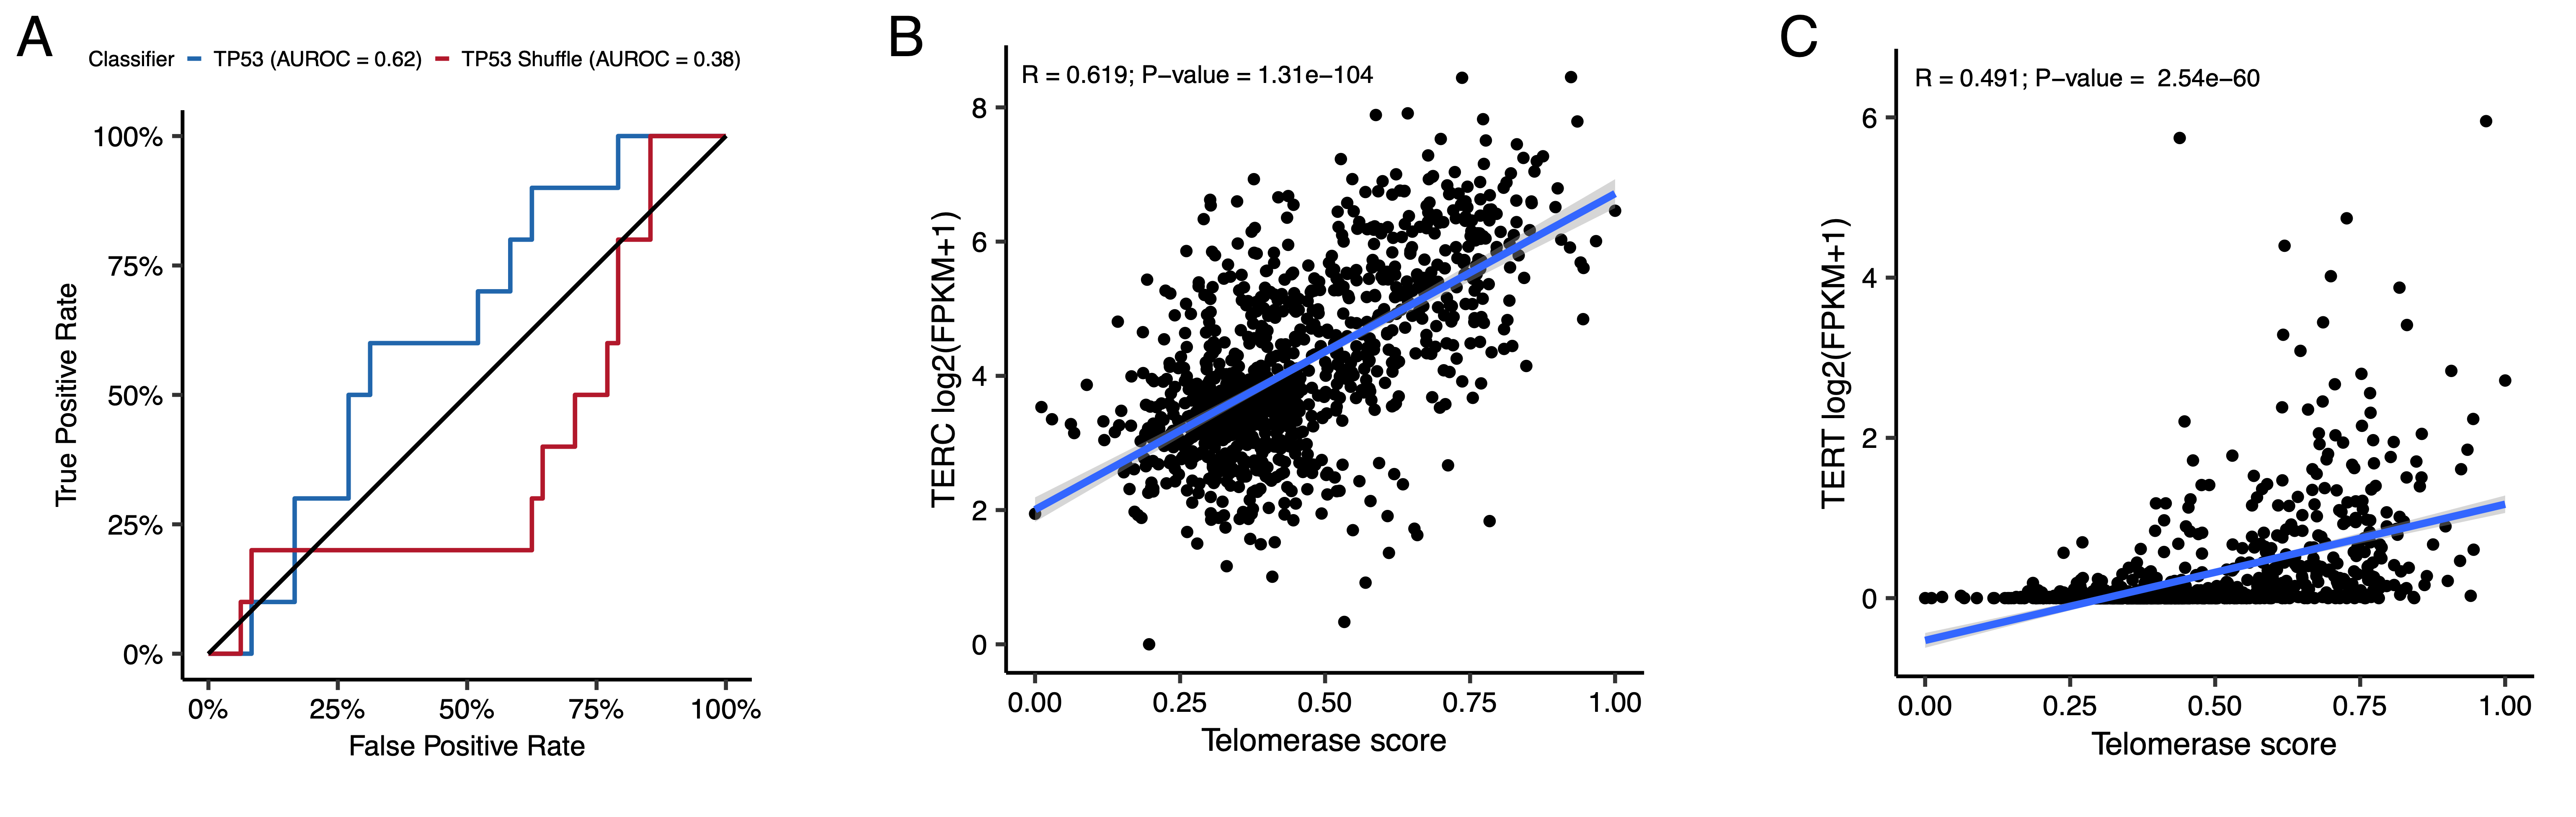 A
Classifier TP53 (AUROC = 0.62) TP53 Shuffle (AUROC = 0.38)
100%
75%
50%
25%
0%
True Positive Rate
0% 25% 50% 75% 100%
False Positive Rate
B
R = 0.619; P−value = 1.31e−104
8
6
4
2
0
TERC log2(FPKM+1)
0.00 0.25 0.50 0.75 1.00
Telomerase score
C
R = 0.491; P−value = 2.54e−60
6
4
2
0
TERT log2(FPKM+1)
0.00 0.25 0.50 0.75 1.00
Telomerase score